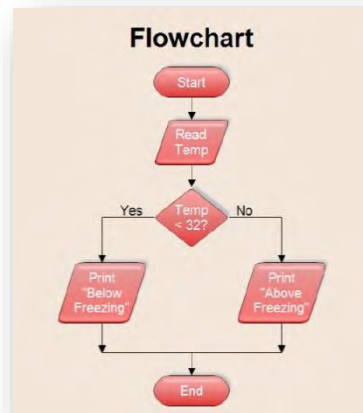 Flowchart
Start
Read
Temp
Temp
< 32?
Yes
No
Print
"Below
Freezing"
Print
"Above
Freezing"
End